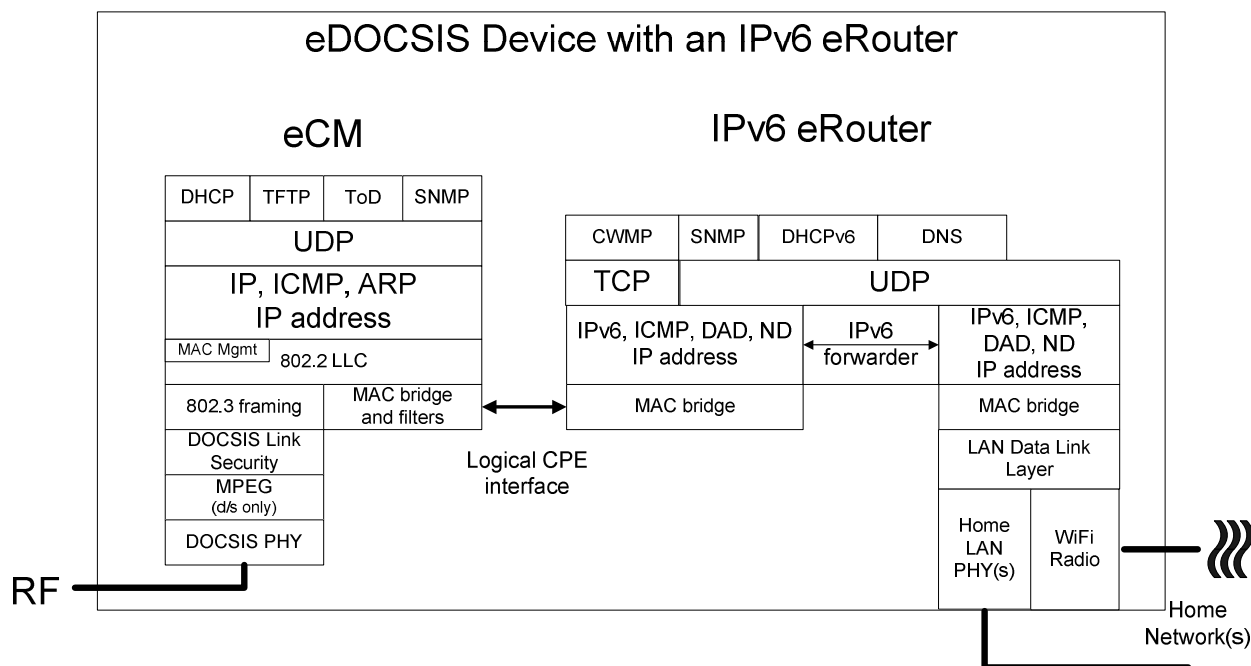 eDOCSIS Device with an IPv6 eRouter
eCM
IPv6 eRouter
DHCP
TFTP
ToD
SNMP
UDP
IP, ICMP, ARP
IP address
MAC Mgmt
802.2 LLC
802.3 framing
MAC bridge
and filters
DOCSIS Link
Security
MPEG
(d/s only)
DOCSIS PHY
RF
Logical CPE
interface
CWMP
SNMP
DHCPv6
DNS
TCP
UDP
IPv6, ICMP, DAD, ND
IP address
IPv6
forwarder
IPv6, ICMP,
DAD, ND
IP address
MAC bridge
MAC bridge
LAN Data Link
Layer
Home
LAN
PHY(s)
WiFi
Radio
Home
Network(s)